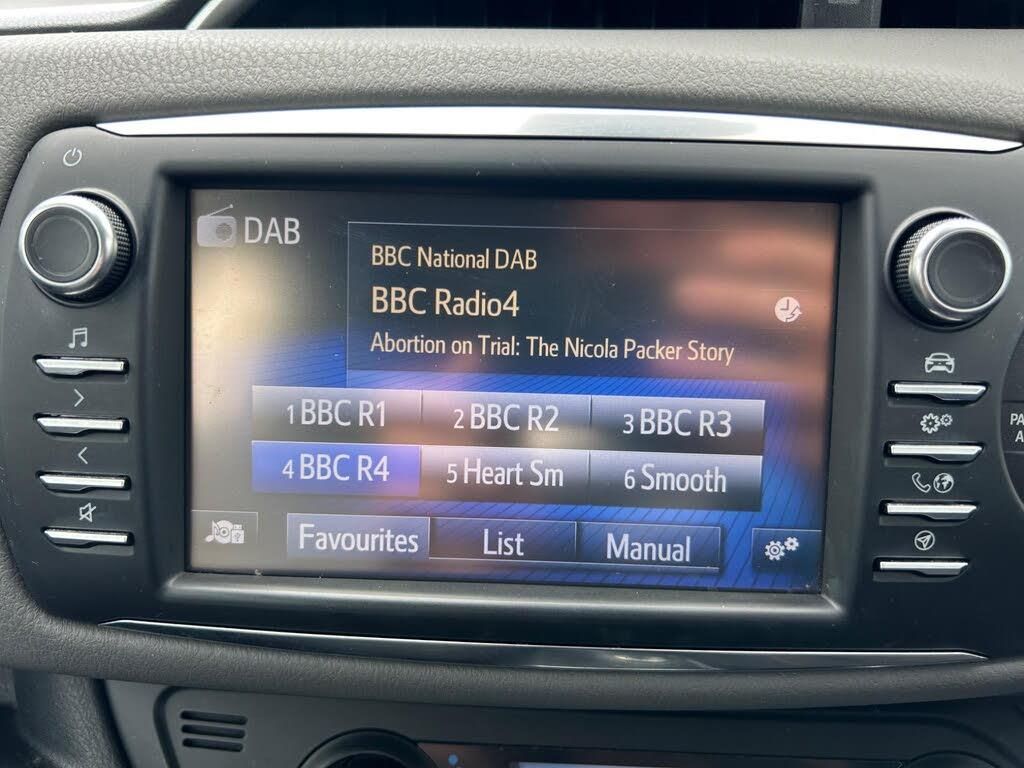 DAB
BBC National DAB
BBC Radio4
Abortion on Trial: The Nicola Packer Story
1 BBC R1 2 BBC R2 3 BBC R3
4 BBC R4 5 Heart Sm 6 Smooth
Favourites List Manual